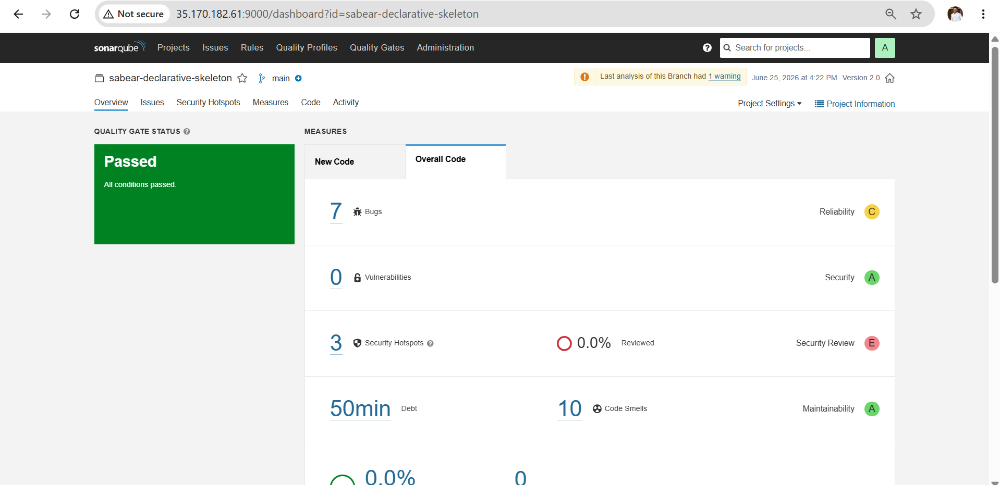 Not secure 35.170.182.61:9000/dashboard?id=sabear-declarative-skeleton
sonarqube Projects Issues Rules Quality Profiles Quality Gates Administration ? Search for projects... A
sabear-declarative-skeleton main Last analysis of this Branch had 1 warning June 25, 2026 at 4:22 PM Version 2.0
Overview Issues Security Hotspots Measures Code Activity Project Settings Project Information
QUALITY GATE STATUS ?
Passed
All conditions passed.
MEASURES
New Code Overall Code
7 Bugs Reliability C
0 Vulnerabilities Security A
3 Security Hotspots ? 0.0% Reviewed Security Review E
50min Debt 10 Code Smells Maintainability A
0.0% 0